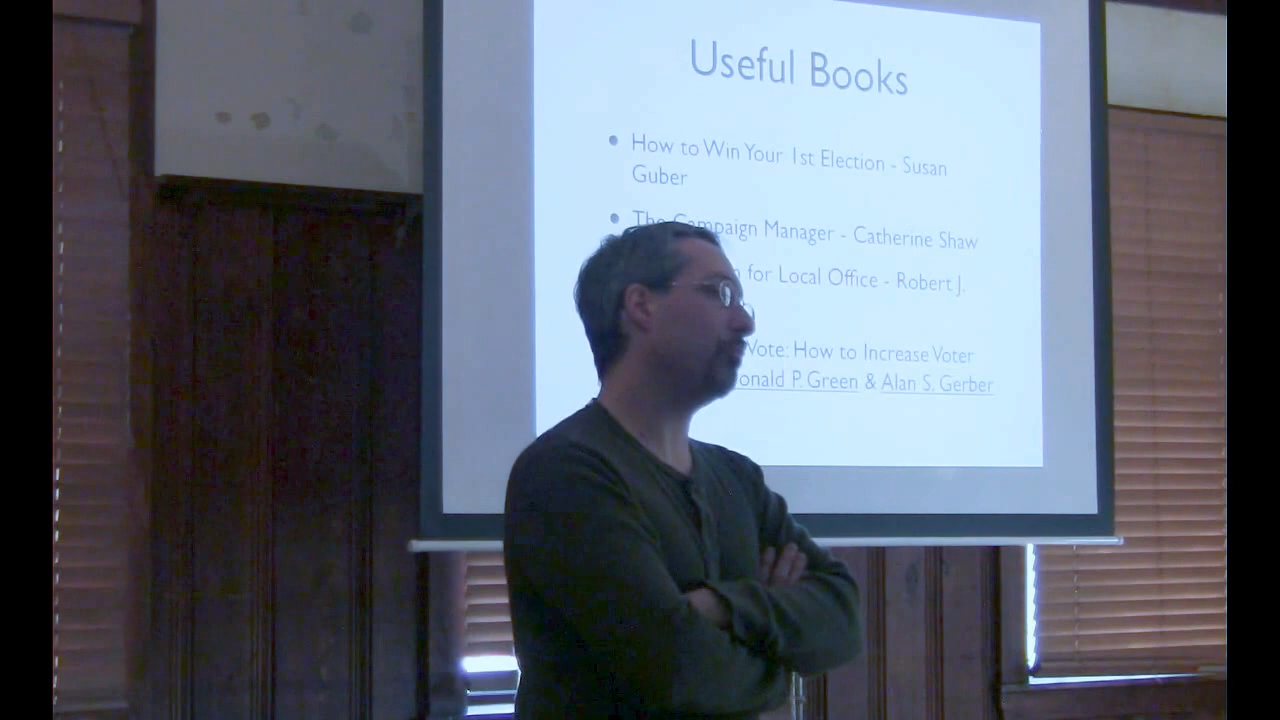 Useful Books
• How to Win Your 1st Election - Susan
Guber
• The Campaign Manager - Catherine Shaw
for Local Office - Robert J.
Vote: How to Increase Voter
Donald P. Green & Alan S. Gerber